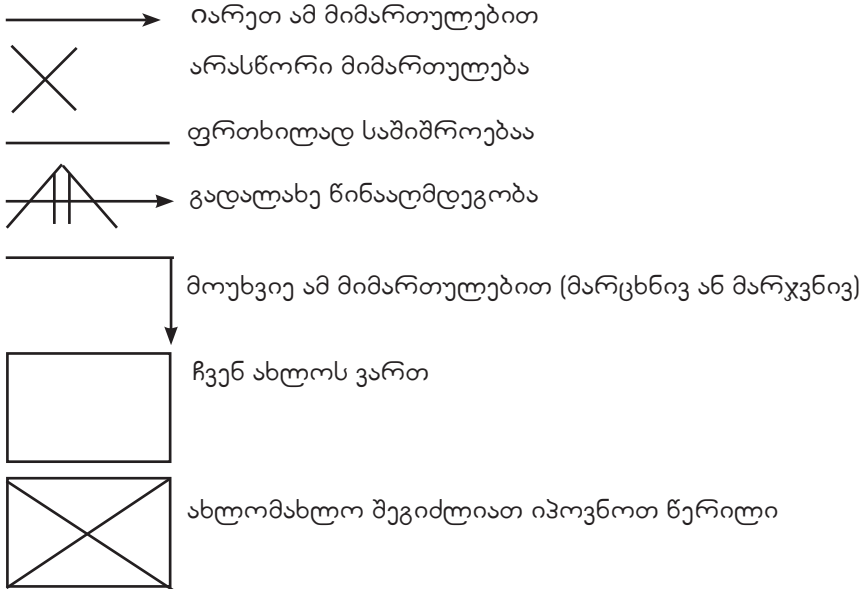 იარეთ ამ მიმართულებით
არასწორი მიმართულება
ფრთხილად საშიშროებაა
გადალახე წინააღმდეგობა
მოუხვიე ამ მიმართულებით (მარცხნივ ან მარჯვნივ)
ჩვენ ახლოს ვართ
ახლომახლო შეგიძლიათ იპოვნოთ წერილი